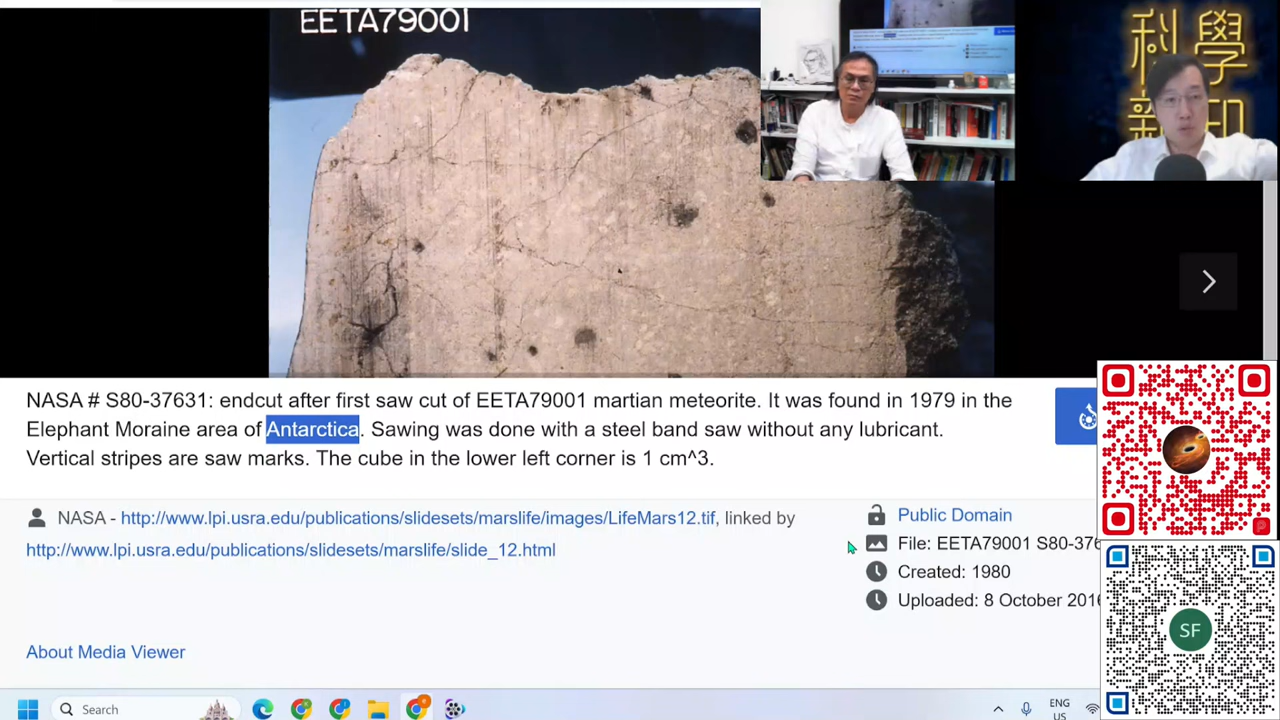 EETA79001
科學
新知
NASA # S80-37631: endcut after first saw cut of EETA79001 martian meteorite. It was found in 1979 in the
Elephant Moraine area of Antarctica. Sawing was done with a steel band saw without any lubricant.
Vertical stripes are saw marks. The cube in the lower left corner is 1 cm^3.
NASA - http://www.lpi.usra.edu/publications/slidesets/marslife/images/LifeMars12.tif, linked by
http://www.lpi.usra.edu/publications/slidesets/marslife/slide_12.html
Public Domain
File: EETA79001 S80-376
Created: 1980
Uploaded: 8 October 2016
SF
About Media Viewer
Search
ENG
US